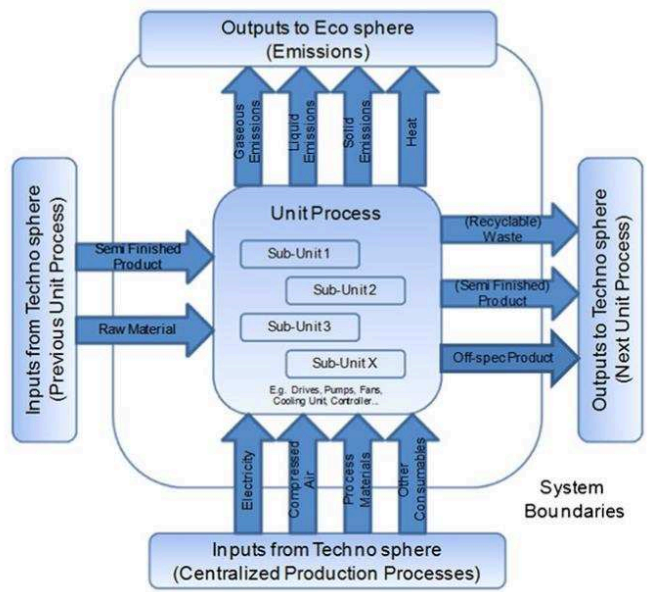 Outputs to Eco sphere
(Emissions)
Gaseous
Emissions
Liquid
Emissions
Solid
Emissions
Heat
Inputs from Techno sphere
(Previous Unit Process)
Semi Finished
Product
Raw Material
Unit Process
Sub-Unit 1
Sub-Unit 2
Sub-Unit 3
Sub-Unit X
E.g. Drives, Pumps, Fans,
Cooling Unit, Controller...
(Recyclable)
Waste
(Semi Finished)
Product
Off-spec Product
Outputs to Techno sphere
(Next Unit Process)
Electricity
Compressed
Air
Process
Materials
Other
Consumables
System
Boundaries
Inputs from Techno sphere
(Centralized Production Processes)